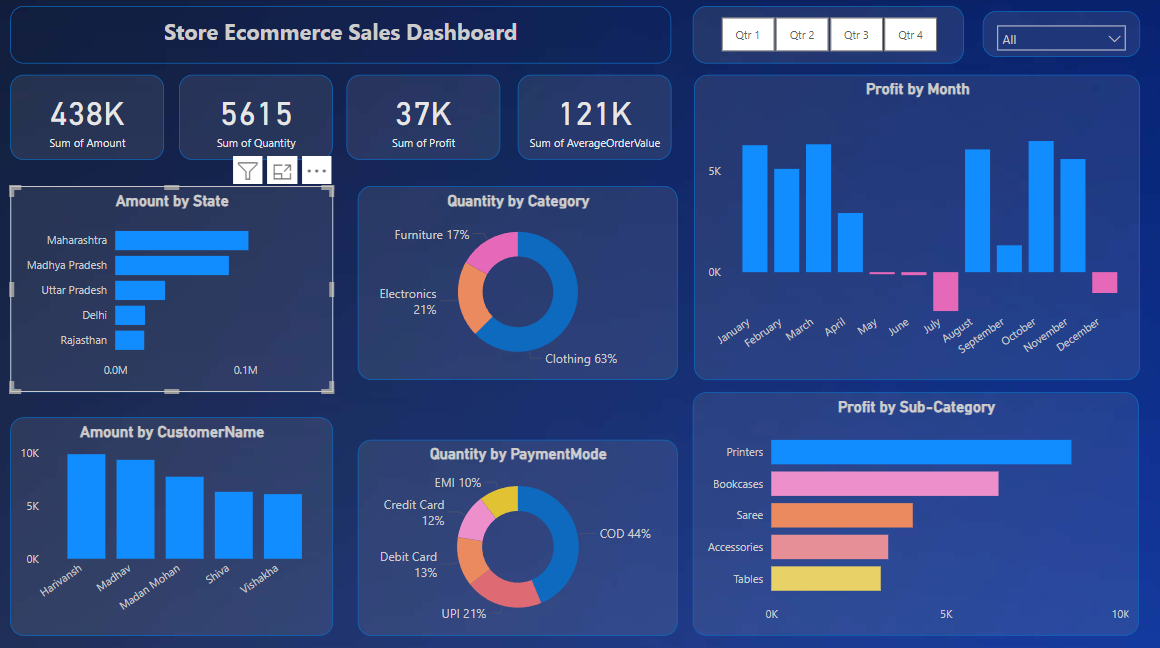 Store Ecommerce Sales Dashboard
Qtr 1 Qtr 2 Qtr 3 Qtr 4
All
438K
Sum of Amount
5615
Sum of Quantity
37K
Sum of Profit
121K
Sum of AverageOrderValue
Profit by Month
5K
0K
January February March April May June July August September October November December
Amount by State
Maharashtra
Madhya Pradesh
Uttar Pradesh
Delhi
Rajasthan
0.0M 0.1M
Quantity by Category
Furniture 17%
Electronics
21%
Clothing 63%
Amount by CustomerName
10K
5K
0K
Harivansh Madhav Madan Mohan Shiva Vishakha
Quantity by PaymentMode
EMI 10%
Credit Card
12%
COD 44%
Debit Card
13%
UPI 21%
Profit by Sub-Category
Printers
Bookcases
Saree
Accessories
Tables
0K 5K 10K